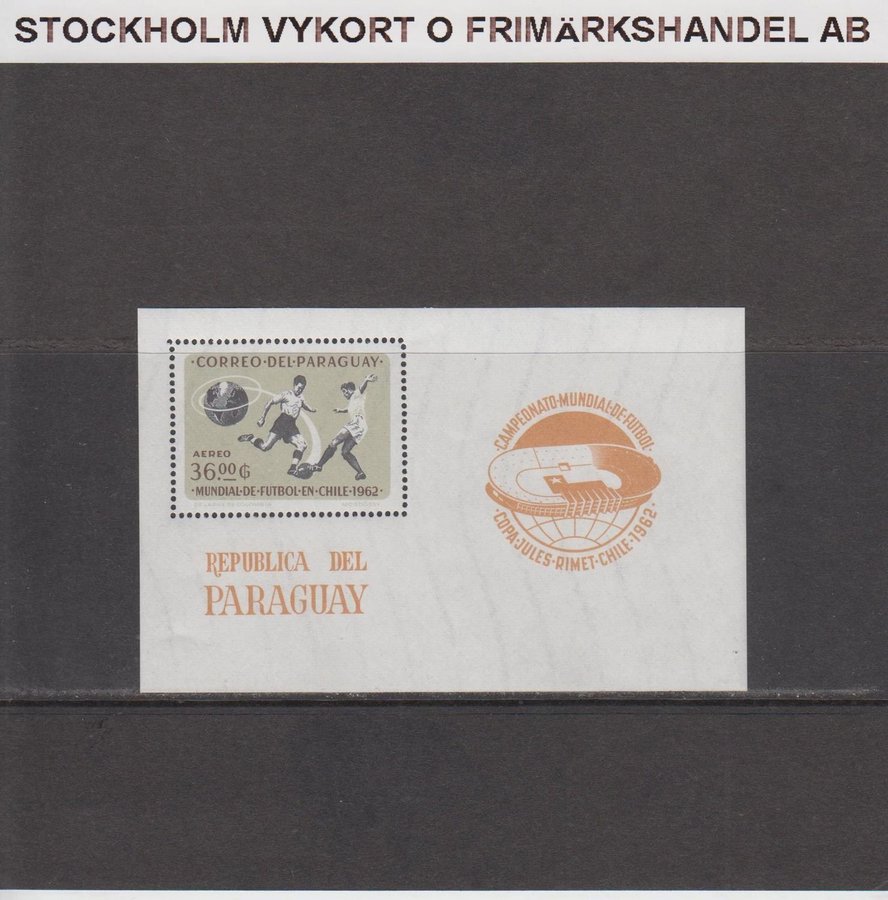 STOCKHOLM VYKORT O FRIMÄRKSHANDEL AB
·CORREO·DEL·PARAGUAY·
AEREO
36.00 ₲
·MUNDIAL·DE·FUTBOL·EN·CHILE·1962·
REPUBLICA DEL
PARAGUAY
·CAMPEONATO·MUNDIAL·DE·FUTBOL·
COPA·JULES·RIMET·CHILE·1962·